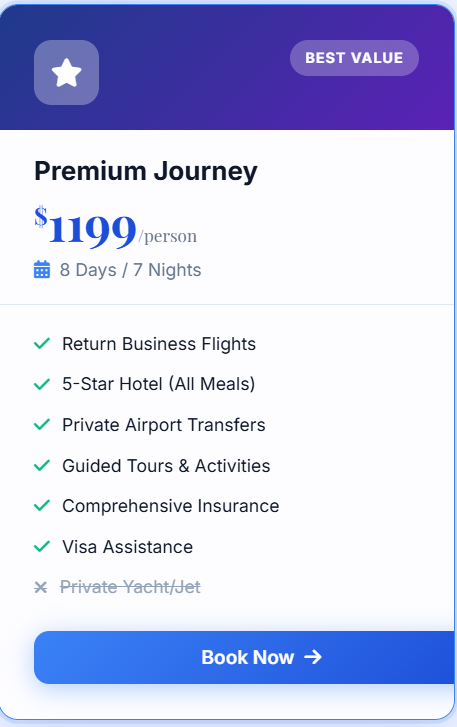 BEST VALUE
Premium Journey
$1199/person
8 Days / 7 Nights
Return Business Flights
5-Star Hotel (All Meals)
Private Airport Transfers
Guided Tours & Activities
Comprehensive Insurance
Visa Assistance
Private Yacht/Jet
Book Now →